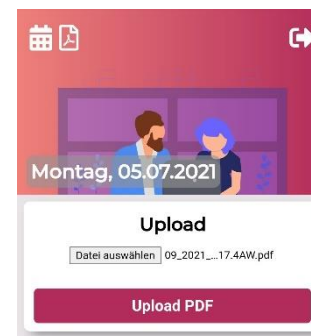 Montag, 05.07.2021
Upload
Datei auswählen 09_2021_...17.4AW.pdf
Upload PDF